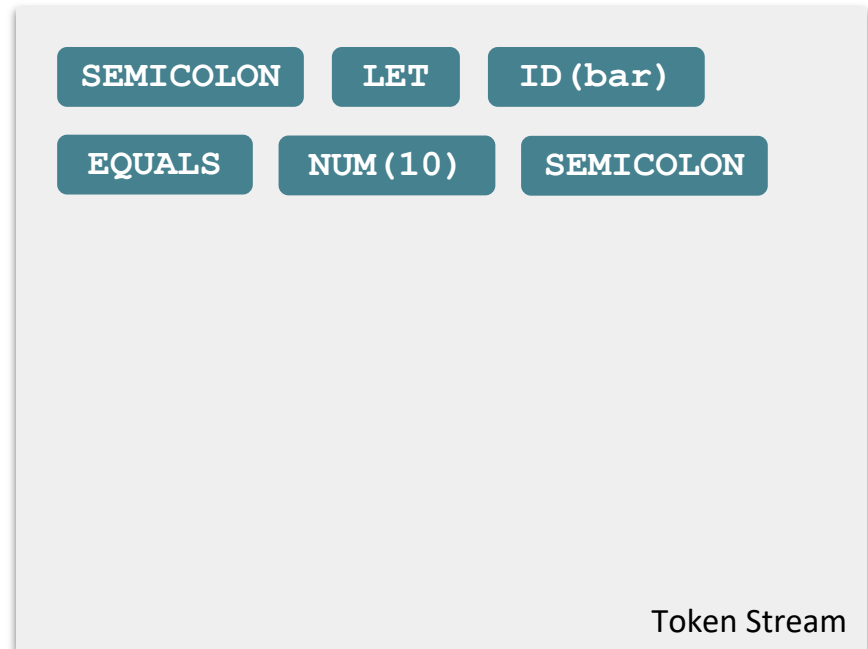 SEMICOLON LET ID(bar)
EQUALS NUM(10) SEMICOLON
Token Stream